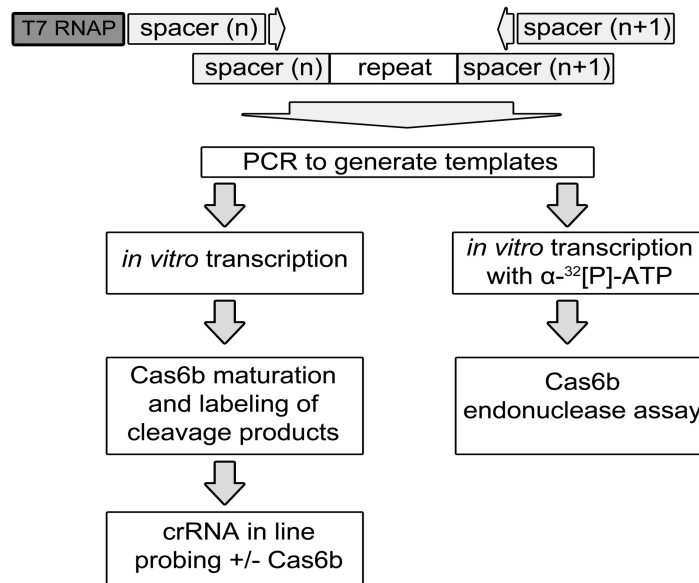 T7 RNAP spacer (n) spacer (n+1)
spacer (n) repeat spacer (n+1)
PCR to generate templates
in vitro transcription
in vitro transcription
with α-³²[P]-ATP
Cas6b maturation
and labeling of
cleavage products
Cas6b
endonuclease assay
crRNA in line
probing +/- Cas6b